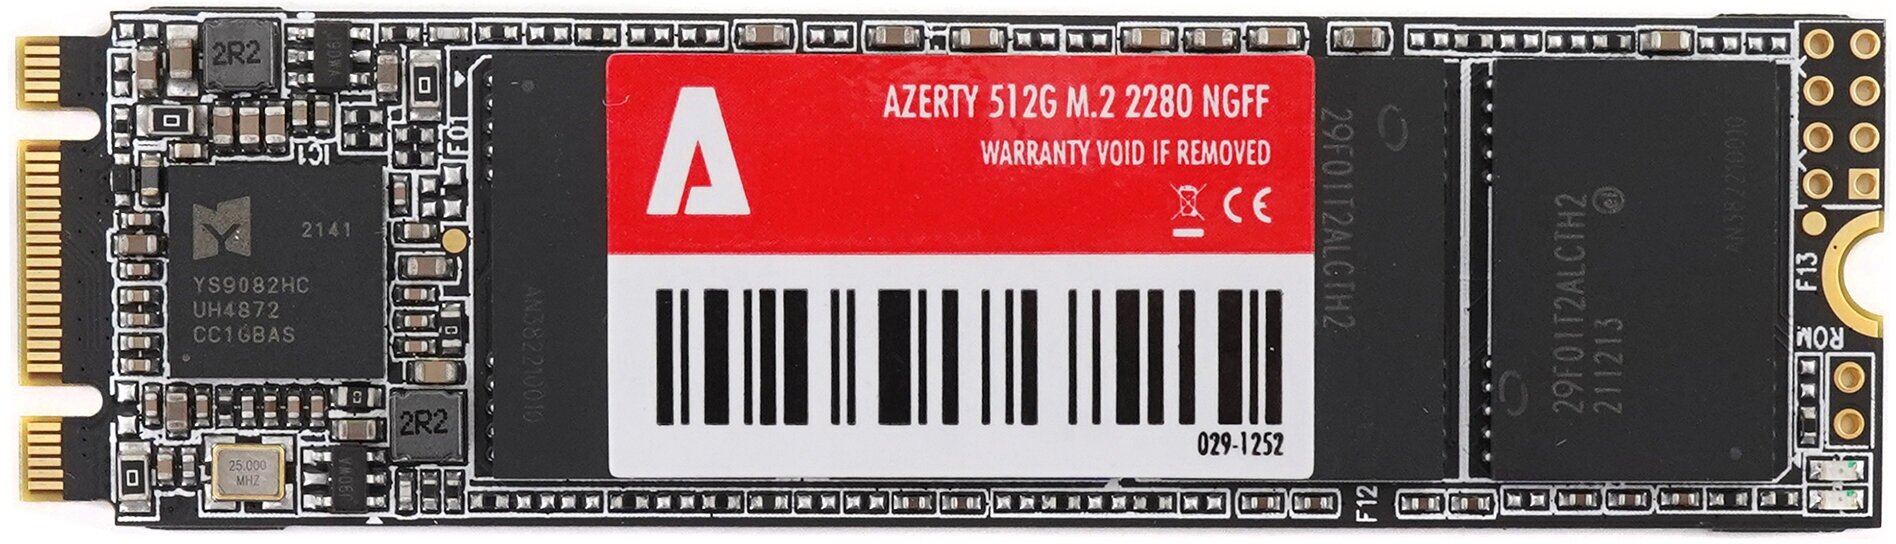 2R2
IC1
F01
2141
YS9082HC
UH4872
CC1GBAS
2R2
25.000
MHZ
A
AZERTY 512G M.2 2280 NGFF
WARRANTY VOID IF REMOVED
CE
029-1252
29F01T2ALCTH2
29F01T2ALCTH2
211213
F12
F13
ROM